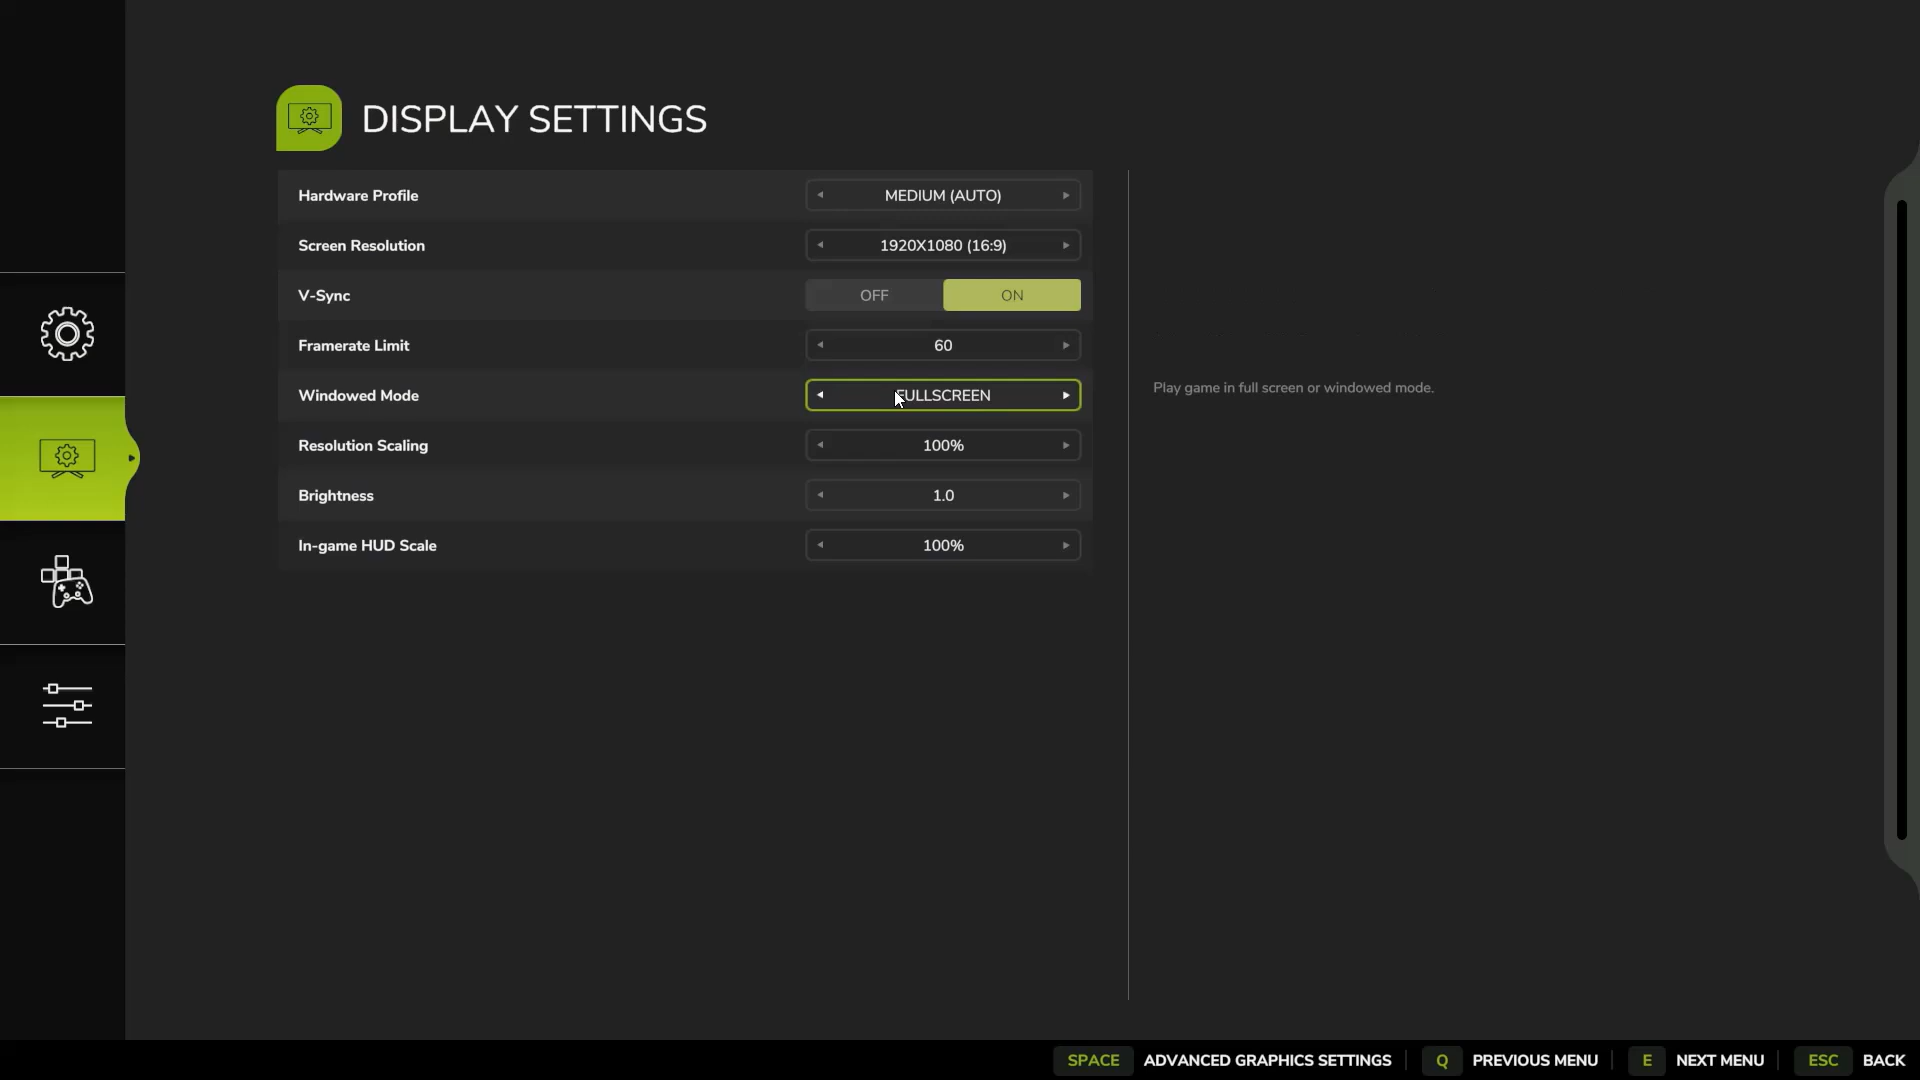 DISPLAY SETTINGS
Hardware Profile MEDIUM (AUTO)
Screen Resolution 1920X1080 (16:9)
V-Sync OFF ON
Framerate Limit 60
Windowed Mode FULLSCREEN
Play game in full screen or windowed mode.
Resolution Scaling 100%
Brightness 1.0
In-game HUD Scale 100%
SPACE ADVANCED GRAPHICS SETTINGS Q PREVIOUS MENU E NEXT MENU ESC BACK